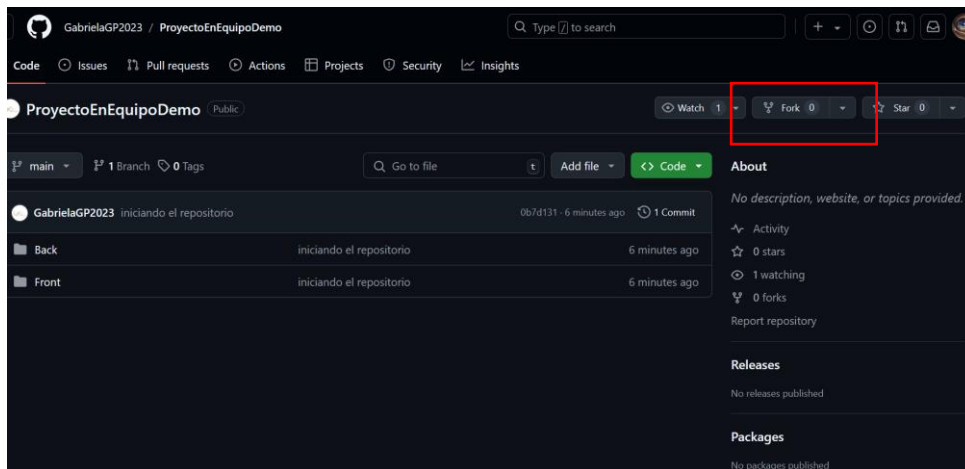 GabrielaGP2023 / ProyectoEnEquipoDemo
Type / to search
Code Issues Pull requests Actions Projects Security Insights
ProyectoEnEquipoDemo Public
Watch 1 Fork 0 Star 0
main 1 Branch 0 Tags Go to file t Add file Code
GabrielaGP2023 iniciando el repositorio 0b7d131 · 6 minutes ago 1 Commit
Back iniciando el repositorio 6 minutes ago
Front iniciando el repositorio 6 minutes ago
About
No description, website, or topics provided.
Activity
0 stars
1 watching
0 forks
Report repository
Releases
No releases published
Packages
No packages published